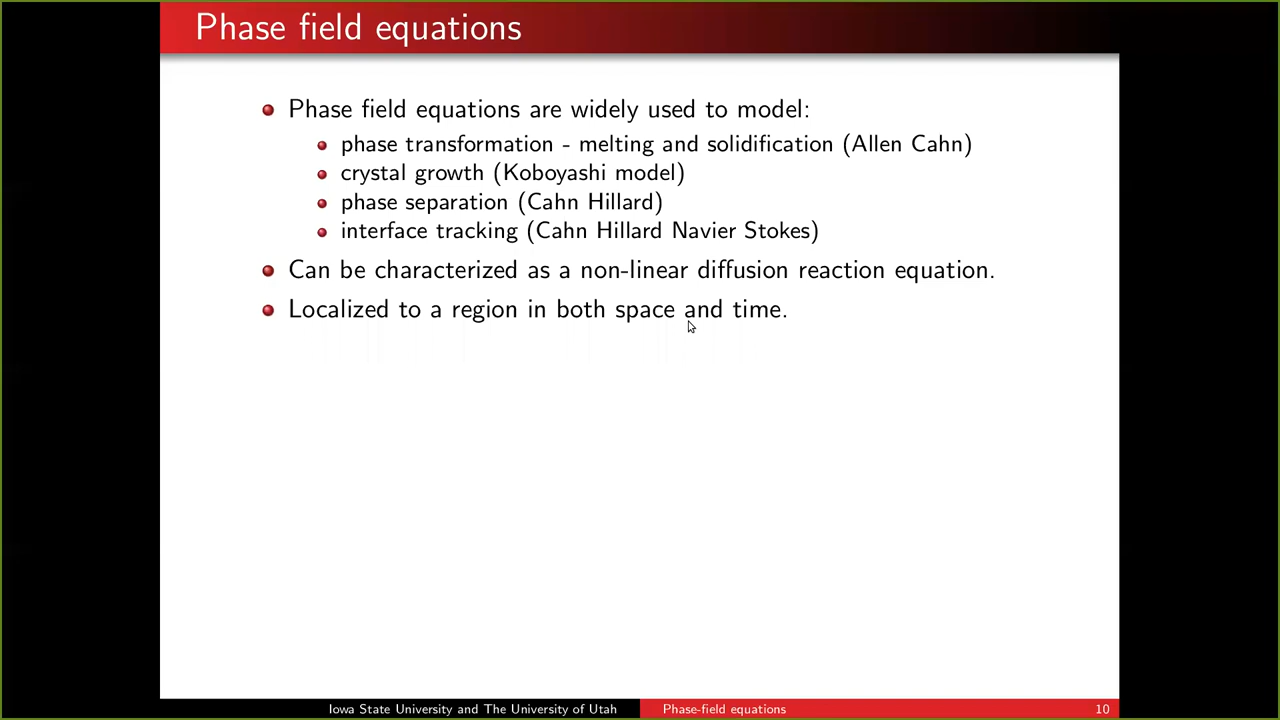 Phase field equations
Phase field equations are widely used to model:
phase transformation - melting and solidification (Allen Cahn)
crystal growth (Koboyashi model)
phase separation (Cahn Hillard)
interface tracking (Cahn Hillard Navier Stokes)
Can be characterized as a non-linear diffusion reaction equation.
Localized to a region in both space and time.
Iowa State University and The University of Utah
Phase-field equations
10